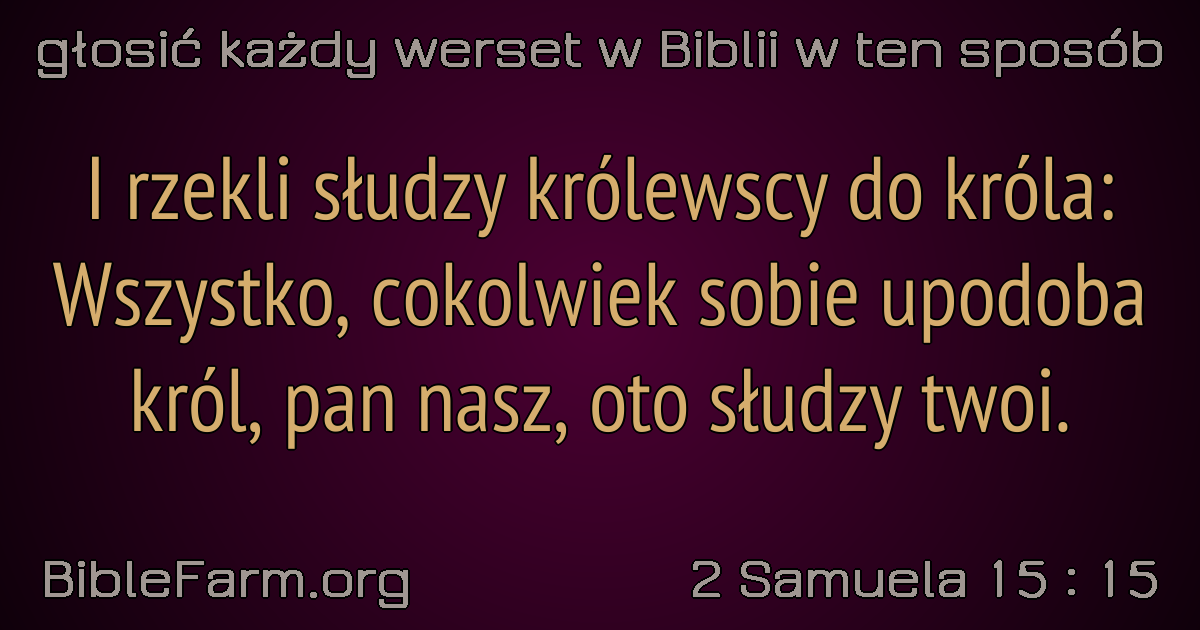 głosić każdy werset w Biblii w ten sposób
I rzekli słudzy królewscy do króla:
Wszystko, cokolwiek sobie upodoba
król, pan nasz, oto słudzy twoi.
BibleFarm.org
2 Samuela 15 : 15